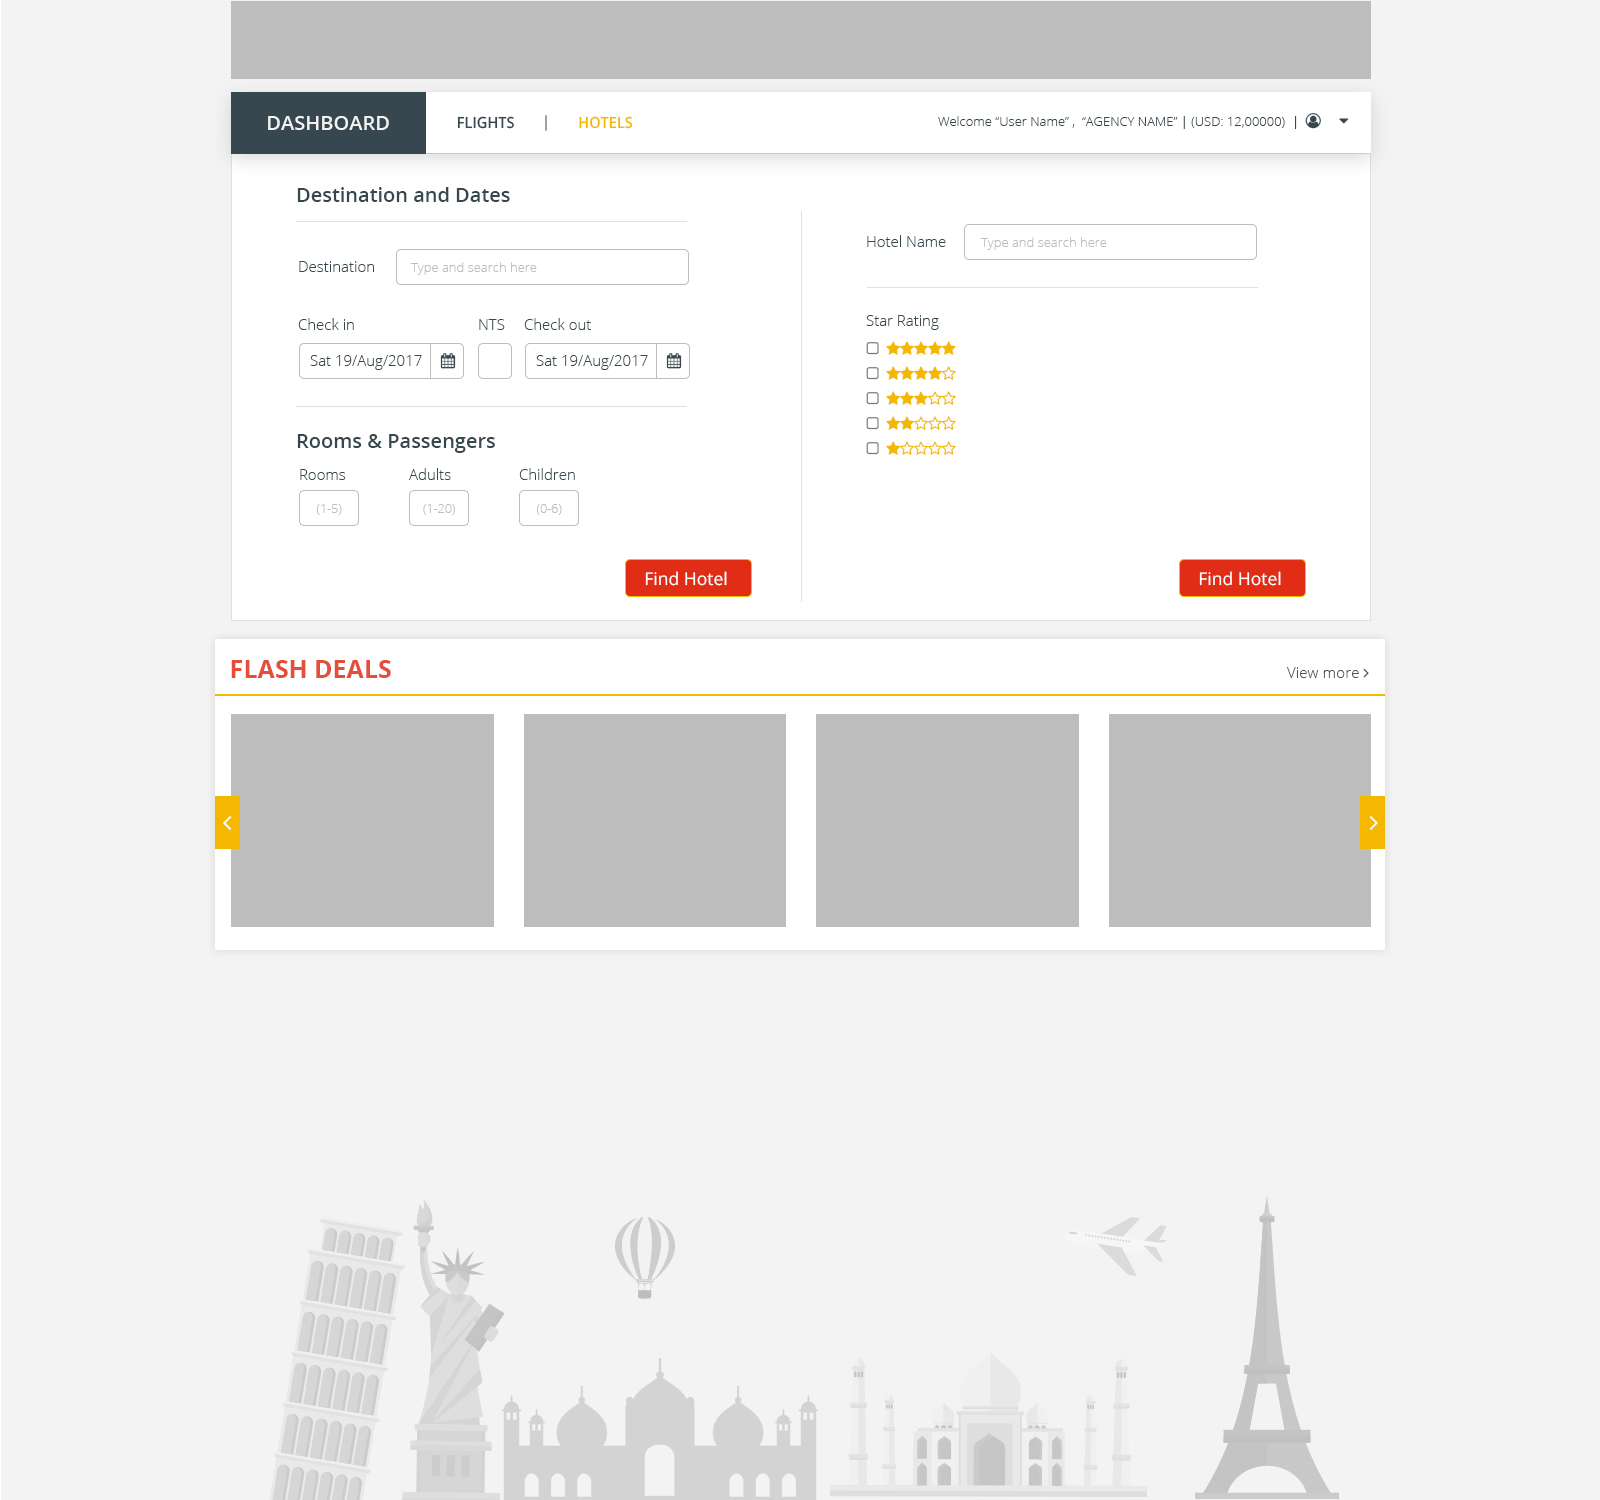 DASHBOARD
FLIGHTS | HOTELS
Welcome “User Name” , “AGENCY NAME” | (USD: 12,00000) |
Destination and Dates
Destination
Type and search here
Check in
NTS
Check out
Sat 19/Aug/2017
Sat 19/Aug/2017
Rooms & Passengers
Rooms
Adults
Children
(1-5)
(1-20)
(0-6)
Find Hotel
Hotel Name
Type and search here
Star Rating
Find Hotel
FLASH DEALS
View more >